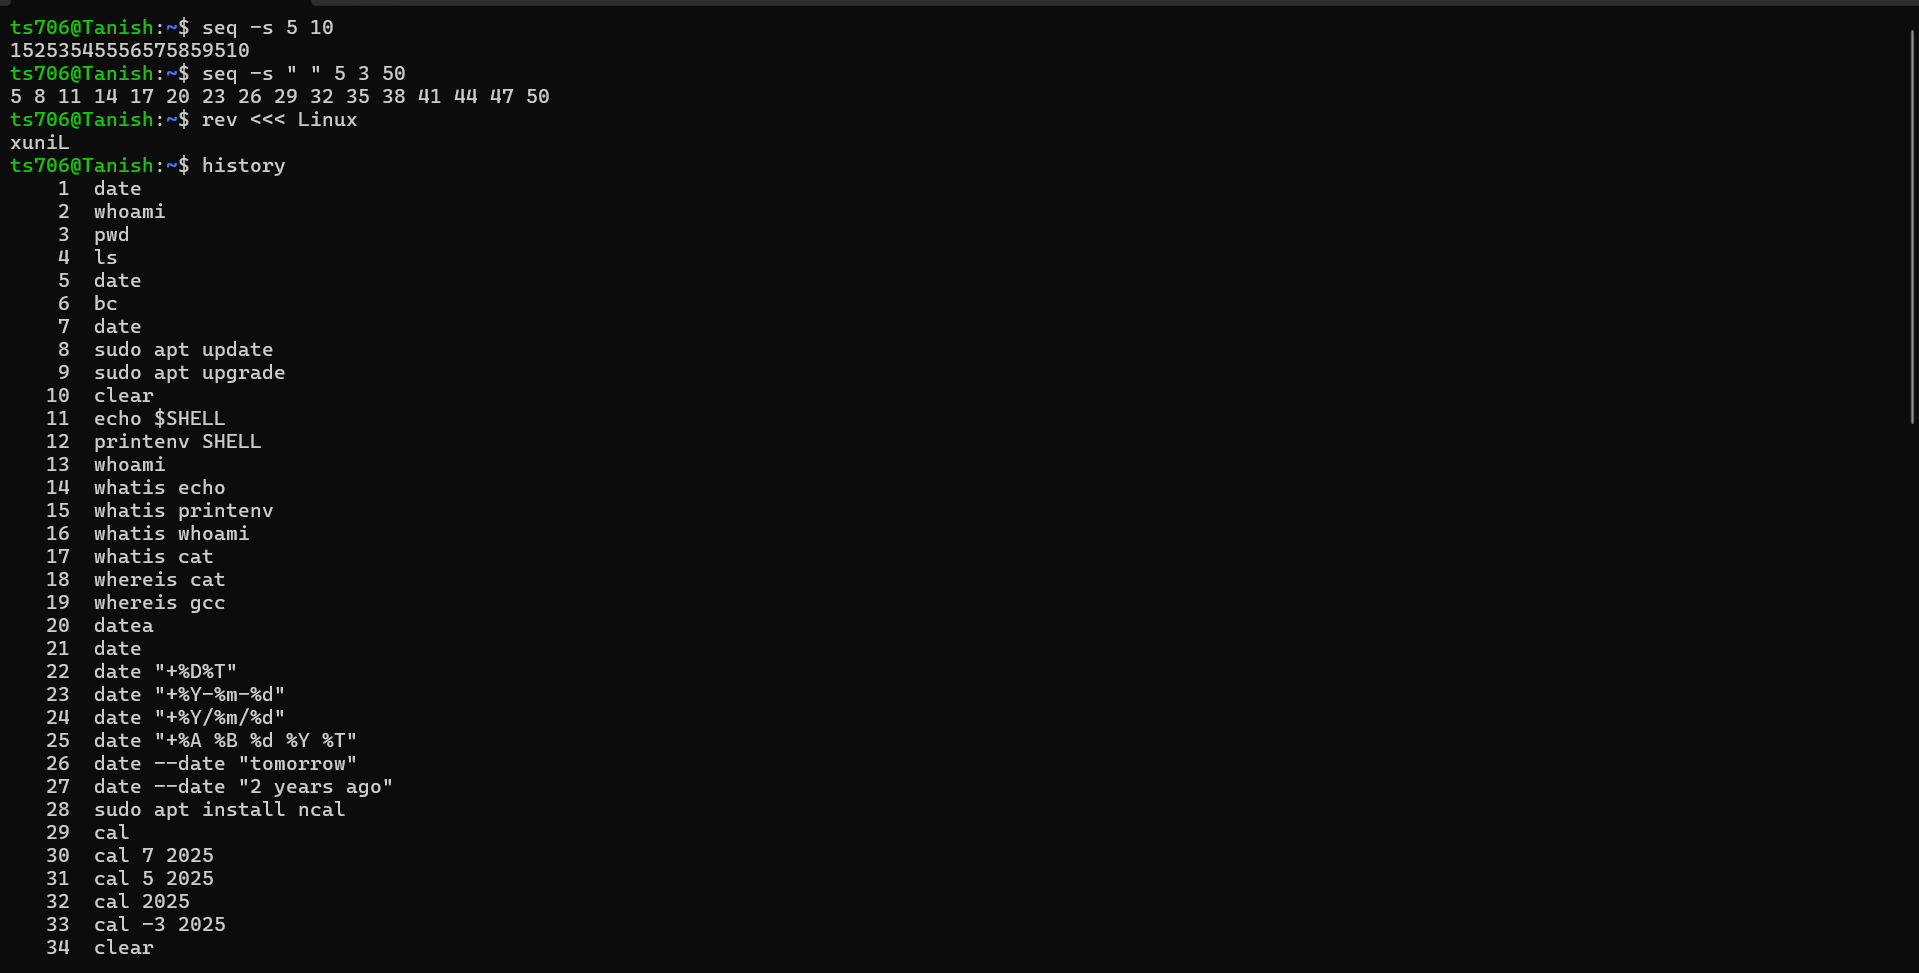 ts706@Tanish:~$ seq -s 5 10
15253545556575859510
ts706@Tanish:~$ seq -s " " 5 3 50
5 8 11 14 17 20 23 26 29 32 35 38 41 44 47 50
ts706@Tanish:~$ rev <<< Linux
xuniL
ts706@Tanish:~$ history
    1  date
    2  whoami
    3  pwd
    4  ls
    5  date
    6  bc
    7  date
    8  sudo apt update
    9  sudo apt upgrade
   10  clear
   11  echo $SHELL
   12  printenv SHELL
   13  whoami
   14  whatis echo
   15  whatis printenv
   16  whatis whoami
   17  whatis cat
   18  whereis cat
   19  whereis gcc
   20  datea
   21  date
   22  date "+%D%T"
   23  date "+%Y-%m-%d"
   24  date "+%Y/%m/%d"
   25  date "+%A %B %d %Y %T"
   26  date --date "tomorrow"
   27  date --date "2 years ago"
   28  sudo apt install ncal
   29  cal
   30  cal 7 2025
   31  cal 5 2025
   32  cal 2025
   33  cal -3 2025
   34  clear